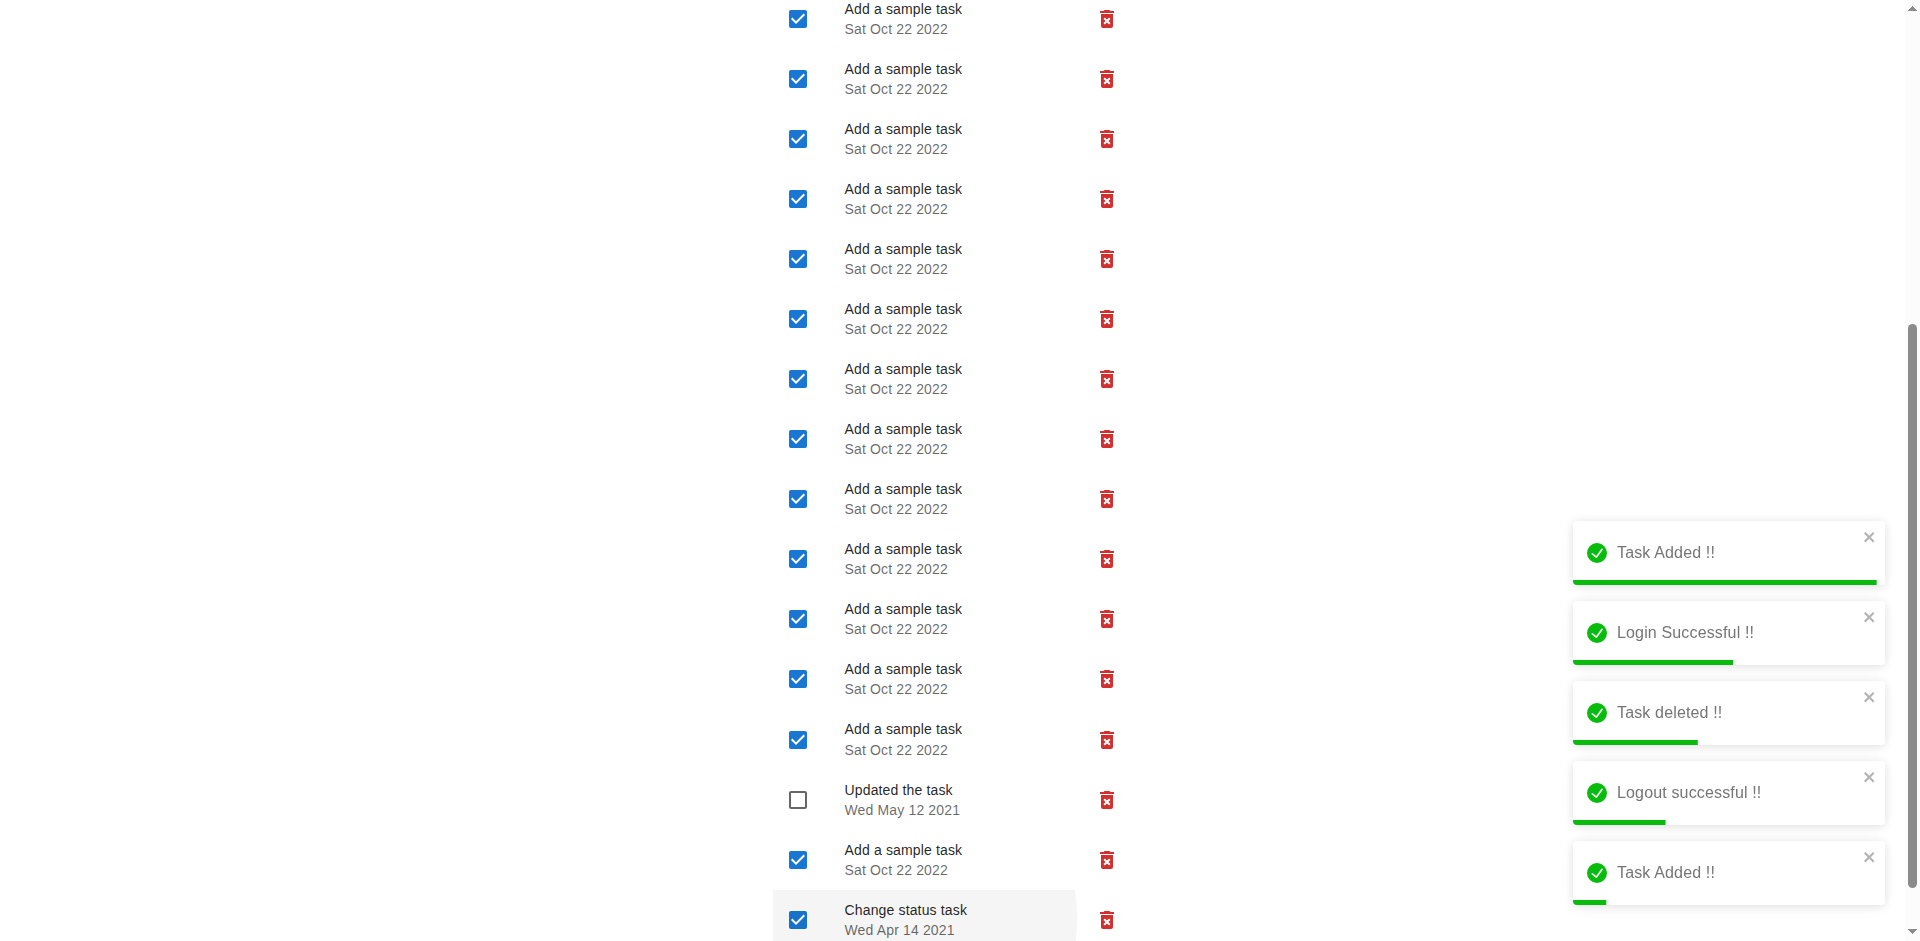 Add a sample task
Sat Oct 22 2022
Add a sample task
Sat Oct 22 2022
Add a sample task
Sat Oct 22 2022
Add a sample task
Sat Oct 22 2022
Add a sample task
Sat Oct 22 2022
Add a sample task
Sat Oct 22 2022
Add a sample task
Sat Oct 22 2022
Add a sample task
Sat Oct 22 2022
Add a sample task
Sat Oct 22 2022
Add a sample task
Sat Oct 22 2022
Add a sample task
Sat Oct 22 2022
Add a sample task
Sat Oct 22 2022
Add a sample task
Sat Oct 22 2022
Updated the task
Wed May 12 2021
Add a sample task
Sat Oct 22 2022
Change status task
Wed Apr 14 2021
Task Added !!
Login Successful !!
Task deleted !!
Logout successful !!
Task Added !!